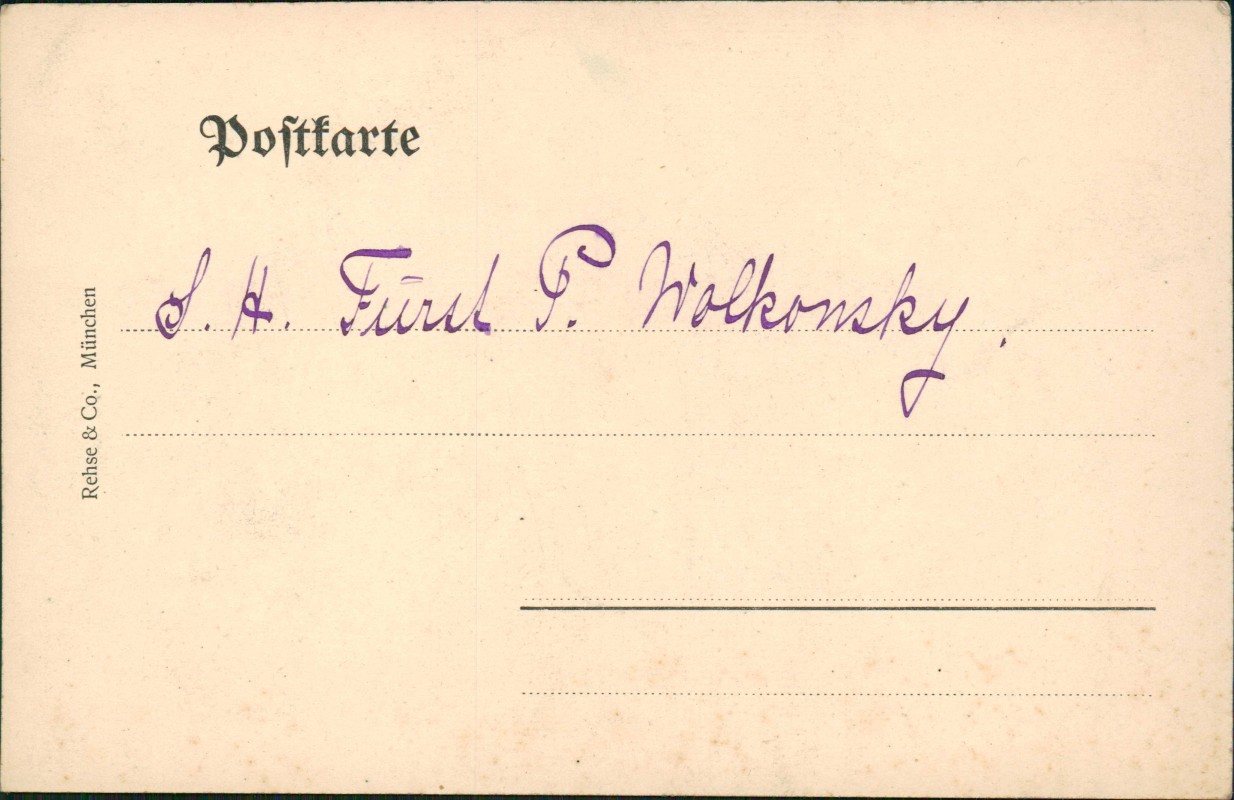 Postkarte
S. H. Fürst P. Wolkonsky.
Rehse & Co., München